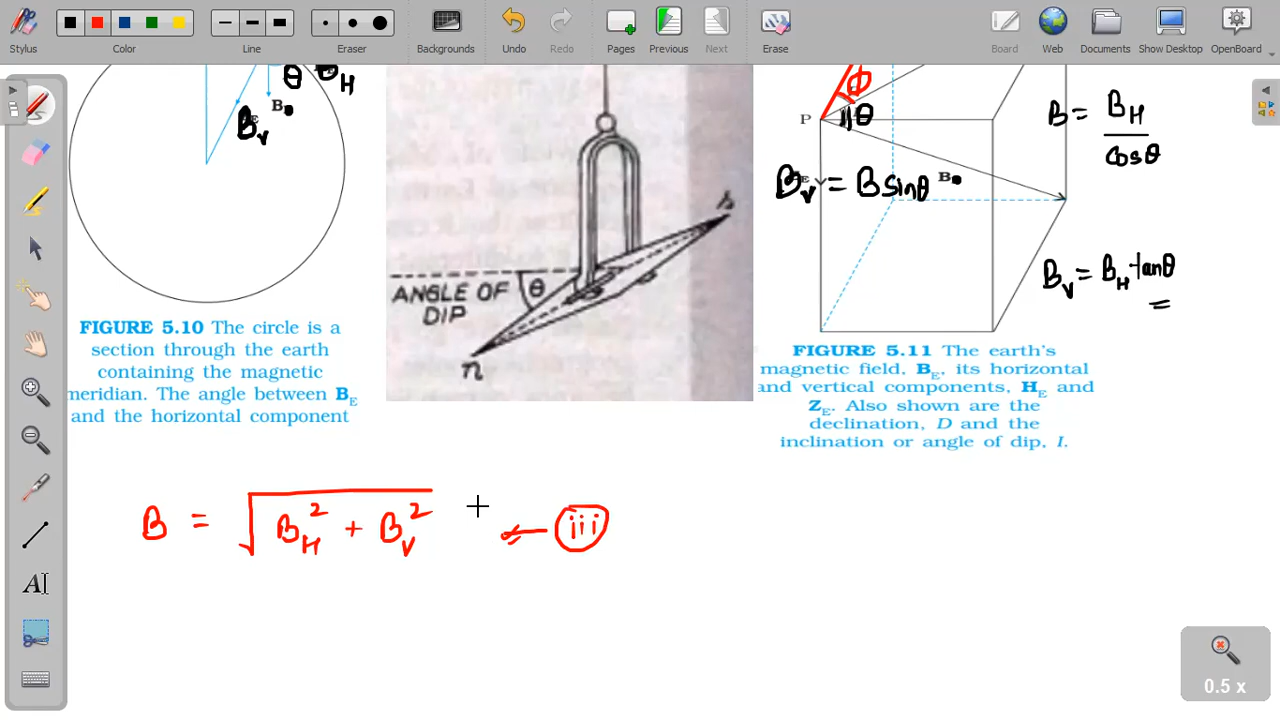 Stylus
Color
Line
Eraser
Backgrounds
Undo
Redo
Pages
Previous
Next
Erase
Board
Web
Documents
Show Desktop
OpenBoard
θ
B_H
B_V
B
FIGURE 5.10 The circle is a
section through the earth
containing the magnetic
meridian. The angle between B_E
and the horizontal component
s
ANGLE OF
DIP
θ
n
P
Φ
θ
B = B_H / cosθ
B_V = B sinθ
B
B_V = B_H tanθ
FIGURE 5.11 The earth's
magnetic field, B_E, its horizontal
and vertical components, H_E and
Z_E. Also shown are the
declination, D and the
inclination or angle of dip, I.
B = √(B_H² + B_V²) ← iii
AI
0.5 x